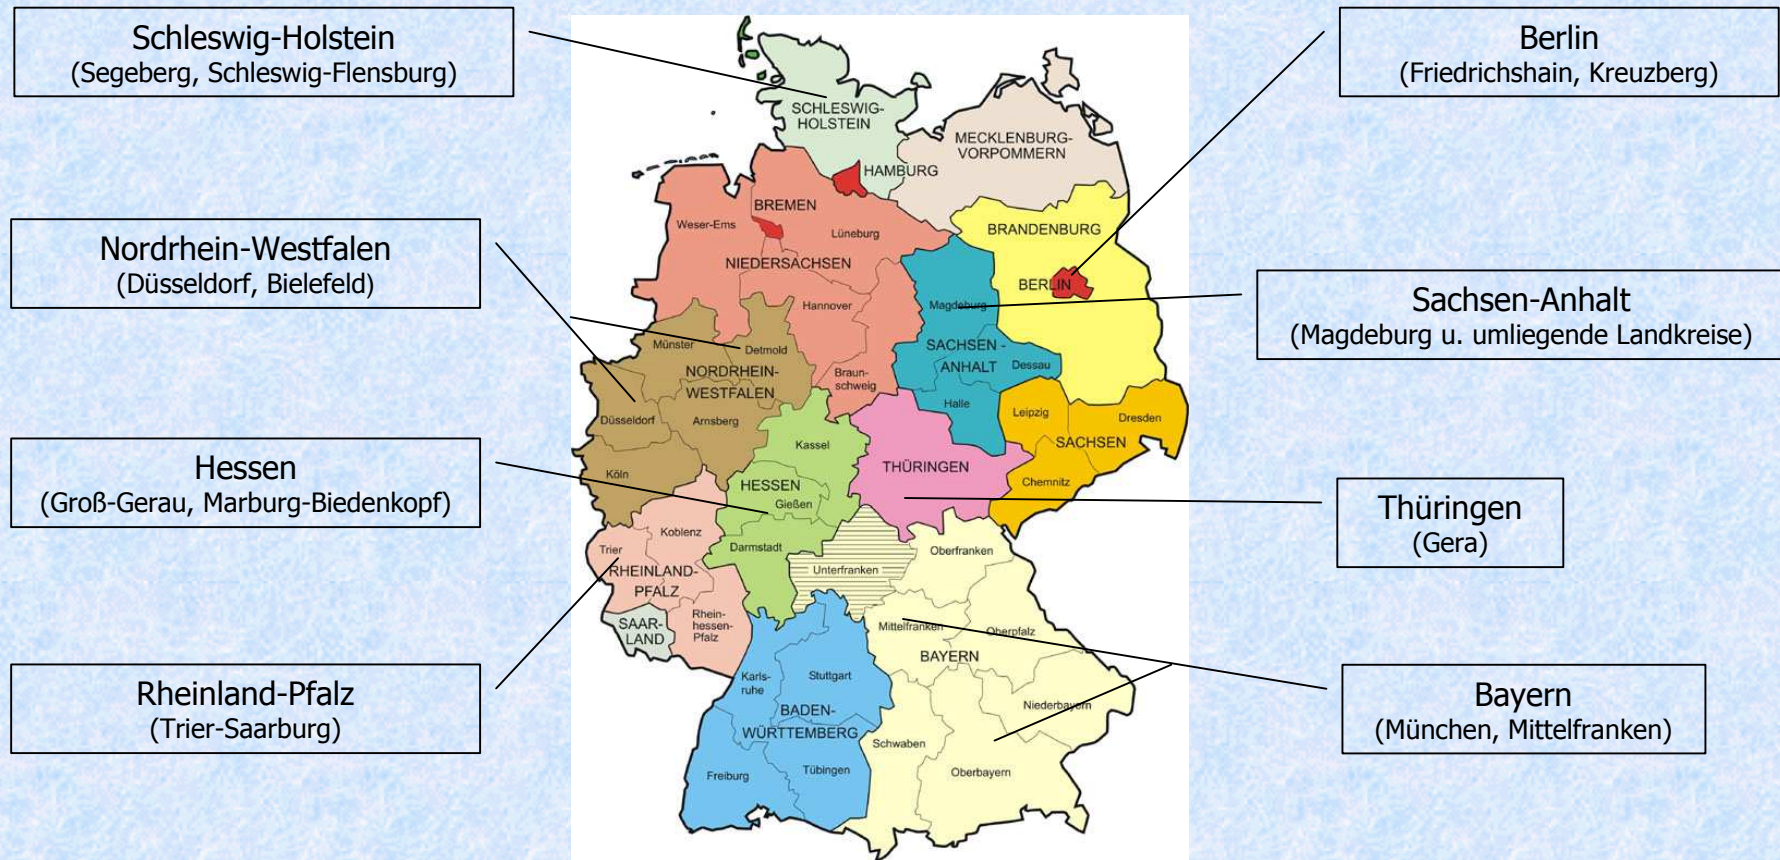 Schleswig-Holstein
(Segeberg, Schleswig-Flensburg)
Nordrhein-Westfalen
(Düsseldorf, Bielefeld)
Hessen
(Groß-Gerau, Marburg-Biedenkopf)
Rheinland-Pfalz
(Trier-Saarburg)
SCHLESWIG-
HOLSTEIN
MECKLENBURG-
VORPOMMERN
HAMBURG
BREMEN
Weser-Ems
Lüneburg
BRANDENBURG
NIEDERSACHSEN
BERLIN
Hannover
Magdeburg
Münster
Detmold
SACHSEN -
ANHALT
Dessau
NORDRHEIN-
WESTFALEN
Braun-
schweig
Halle
Leipzig
Dresden
Düsseldorf
Arnsberg
Kassel
SACHSEN
THÜRINGEN
Köln
HESSEN
Gießen
Chemnitz
Koblenz
Darmstadt
Trier
Oberfranken
RHEINLAND-
PFALZ
Unterfranken
SAAR-
LAND
Rhein-
hessen-
Pfalz
Mittelfranken
Oberpfalz
BAYERN
Karls-
ruhe
Stuttgart
Niederbayern
BADEN-
WÜRTTEMBERG
Schwaben
Freiburg
Tübingen
Oberbayern
Berlin
(Friedrichshain, Kreuzberg)
Sachsen-Anhalt
(Magdeburg u. umliegende Landkreise)
Thüringen
(Gera)
Bayern
(München, Mittelfranken)